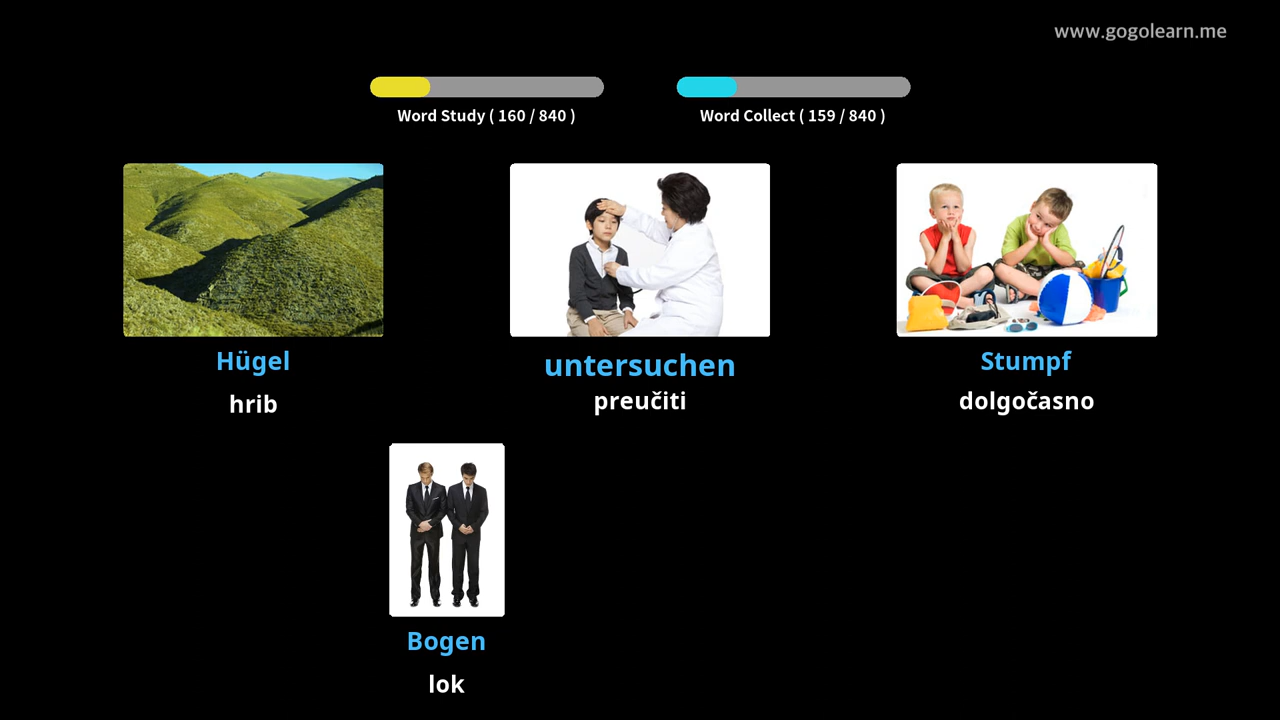 www.gogolearn.me
Word Study ( 160 / 840 )
Word Collect ( 159 / 840 )
Hügel
hrib
untersuchen
preučiti
Stumpf
dolgočasno
Bogen
lok